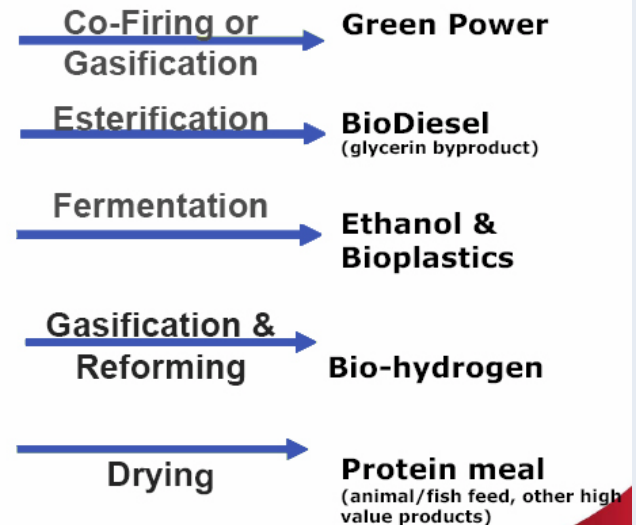 Co-Firing or
Gasification
Green Power
Esterification
BioDiesel
(glycerin byproduct)
Fermentation
Ethanol &
Bioplastics
Gasification &
Reforming
Bio-hydrogen
Drying
Protein meal
(animal/fish feed, other high
value products)